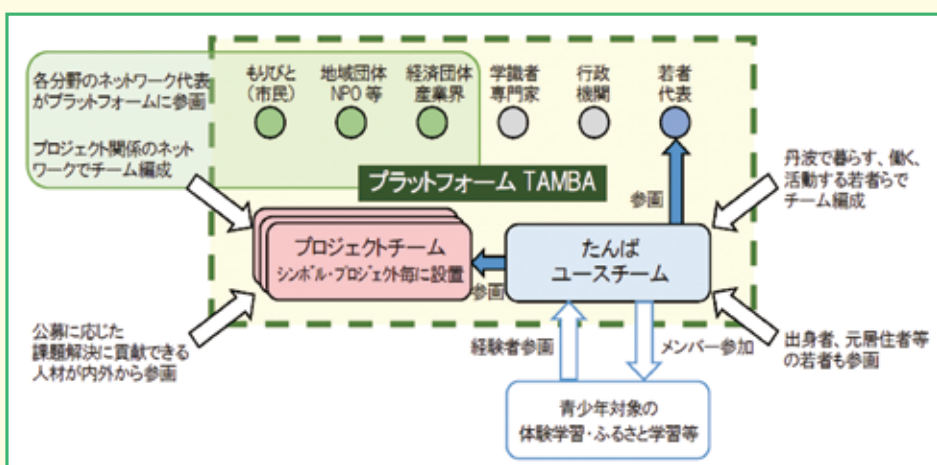 各分野のネットワーク代表
がプラットフォームに参画
プロジェクト関係のネット
ワークでチーム編成
もりびと
(市民)
地域団体
NPO 等
経済団体
産業界
学識者
専門家
行政
機関
若者
代表
プラットフォーム TAMBA
参画
丹波で暮らす、働く、
活動する若者らで
チーム編成
プロジェクトチーム
シンボル・プロジェクト毎に設置
参画
たんば
ユースチーム
公募に応じた
課題解決に貢献できる
人材が内外から参画
経験者参画
メンバー参加
出身者、元居住者等
の若者も参画
青少年対象の
体験学習・ふるさと学習等